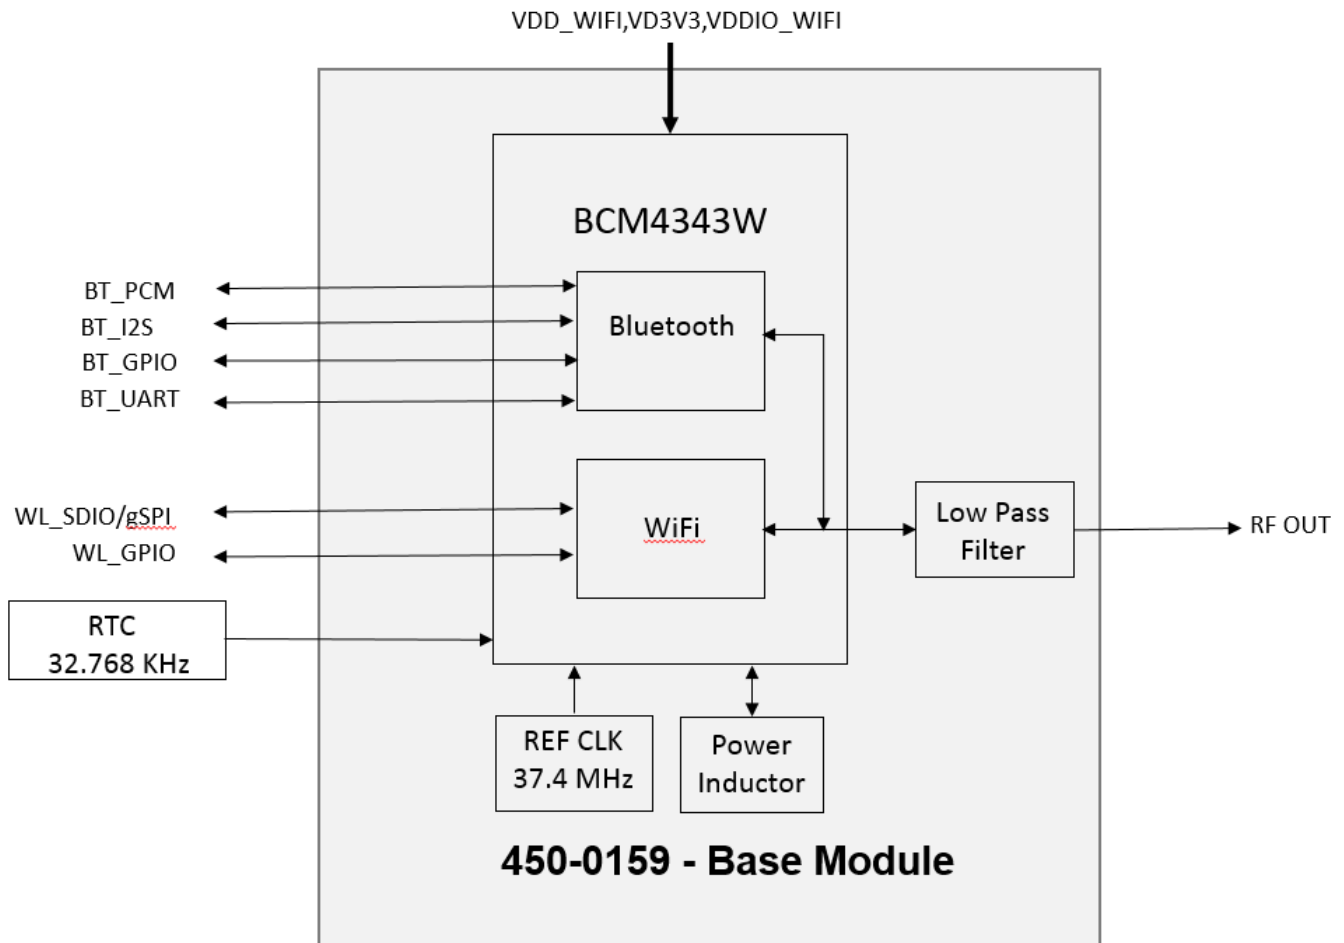 VDD_WIFI,VD3V3,VDDIO_WIFI
BCM4343W
BT_PCM
BT_I2S
BT_GPIO
BT_UART
Bluetooth
WL_SDIO/gSPI
WL_GPIO
WiFi
Low Pass
Filter
RF OUT
RTC
32.768 KHz
REF CLK
37.4 MHz
Power
Inductor
450-0159 - Base Module